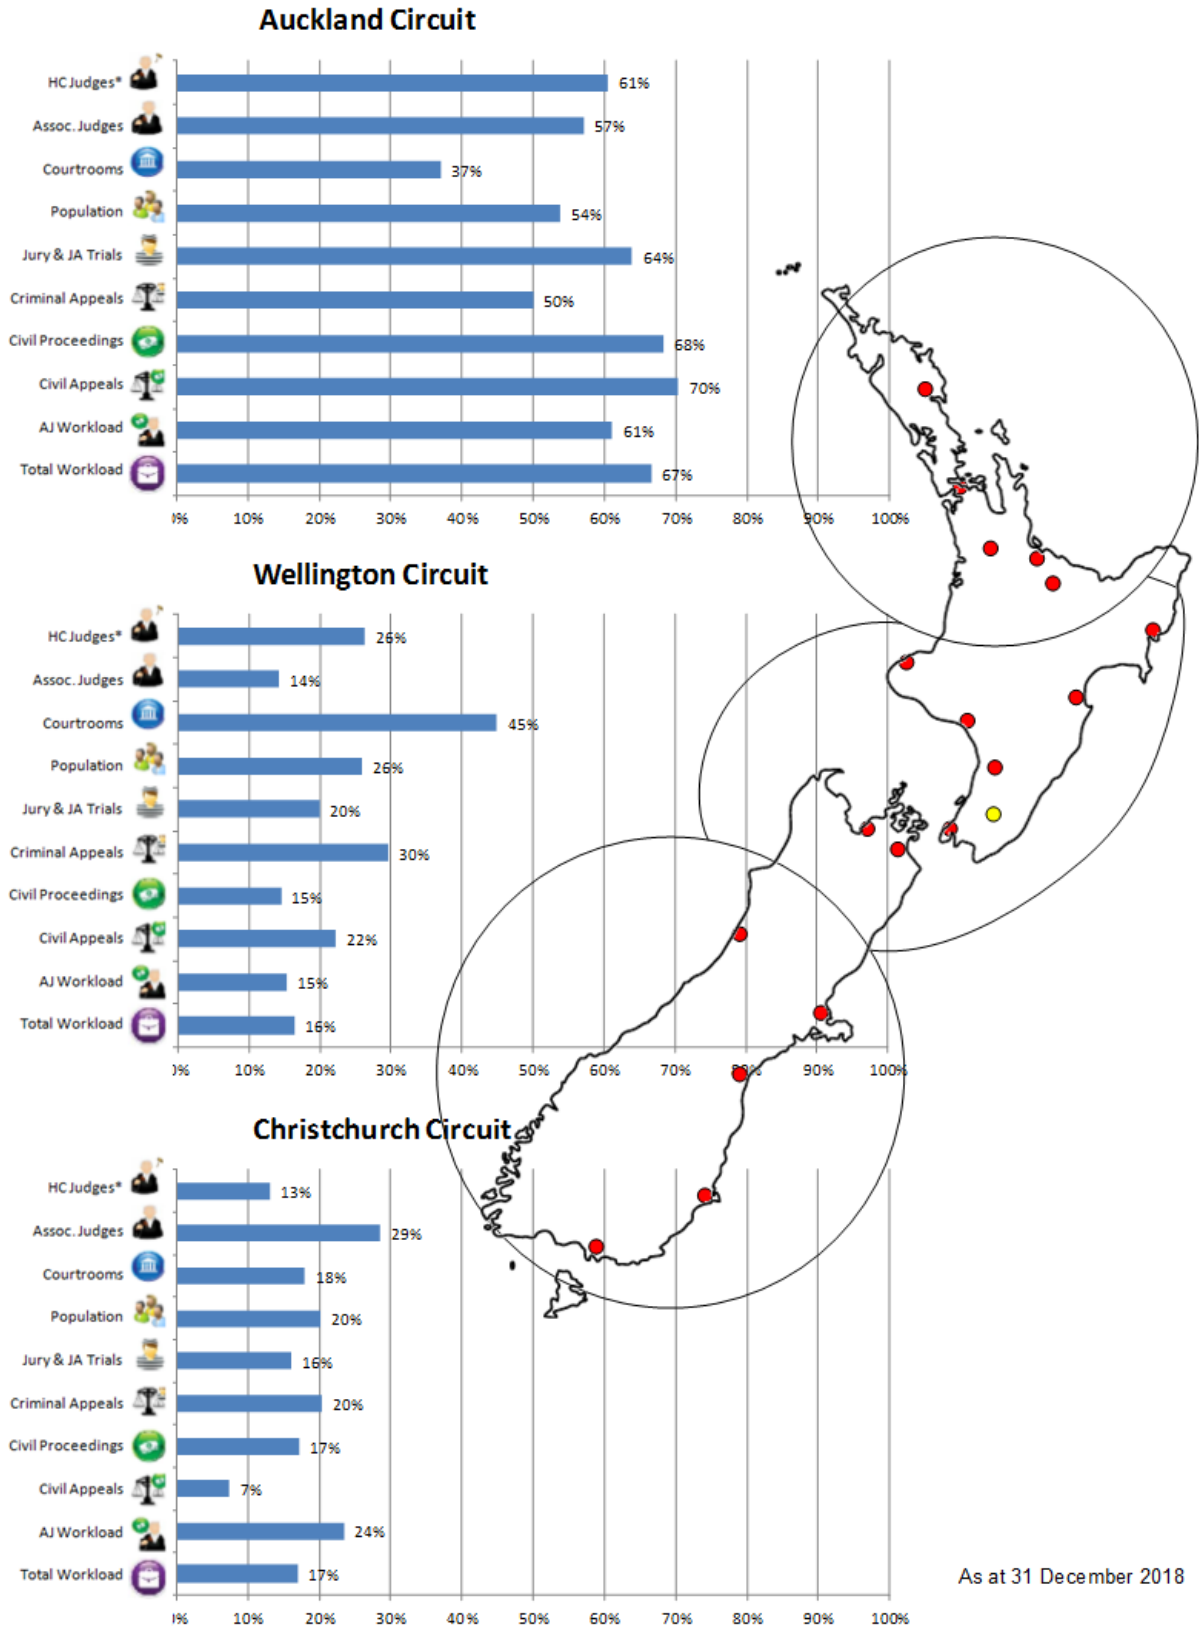 Auckland Circuit
HC Judges* 61%
Assoc. Judges 57%
Courtrooms 37%
Population 54%
Jury & JA Trials 64%
Criminal Appeals 50%
Civil Proceedings 68%
Civil Appeals 70%
AJ Workload 61%
Total Workload 67%
0% 10% 20% 30% 40% 50% 60% 70% 80% 90% 100%
Wellington Circuit
HC Judges* 26%
Assoc. Judges 14%
Courtrooms 45%
Population 26%
Jury & JA Trials 20%
Criminal Appeals 30%
Civil Proceedings 15%
Civil Appeals 22%
AJ Workload 15%
Total Workload 16%
0% 10% 20% 30% 40% 50% 60% 70% 80% 90% 100%
Christchurch Circuit
HC Judges* 13%
Assoc. Judges 29%
Courtrooms 18%
Population 20%
Jury & JA Trials 16%
Criminal Appeals 20%
Civil Proceedings 17%
Civil Appeals 7%
AJ Workload 24%
Total Workload 17%
As at 31 December 2018
0% 10% 20% 30% 40% 50% 60% 70% 80% 90% 100%